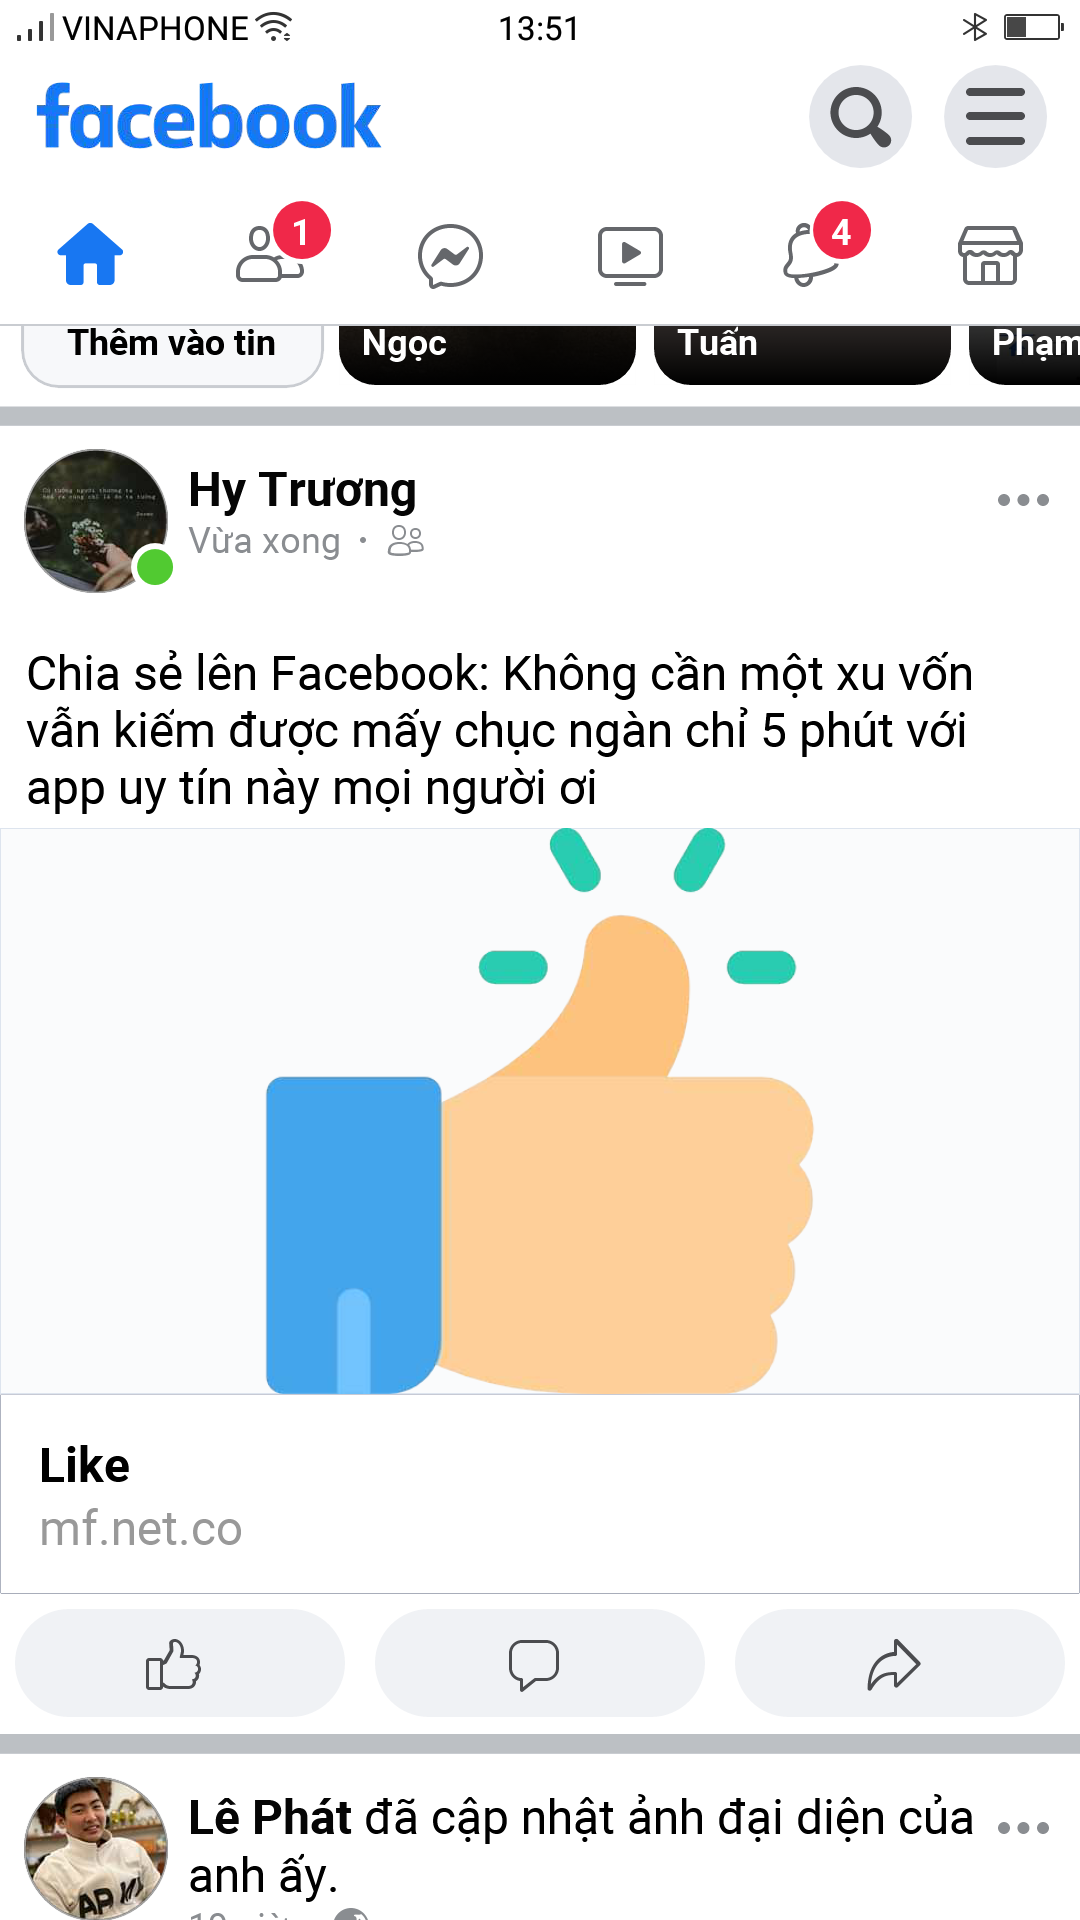 VINAPHONE 13:51
facebook
1
4
Thêm vào tin Ngọc Tuấn Phạm
Hy Trương
Vừa xong ·
Chia sẻ lên Facebook: Không cần một xu vốn
vẫn kiếm được mấy chục ngàn chỉ 5 phút với
app uy tín này mọi người ơi
Like
mf.net.co
Lê Phát đã cập nhật ảnh đại diện của
anh ấy.